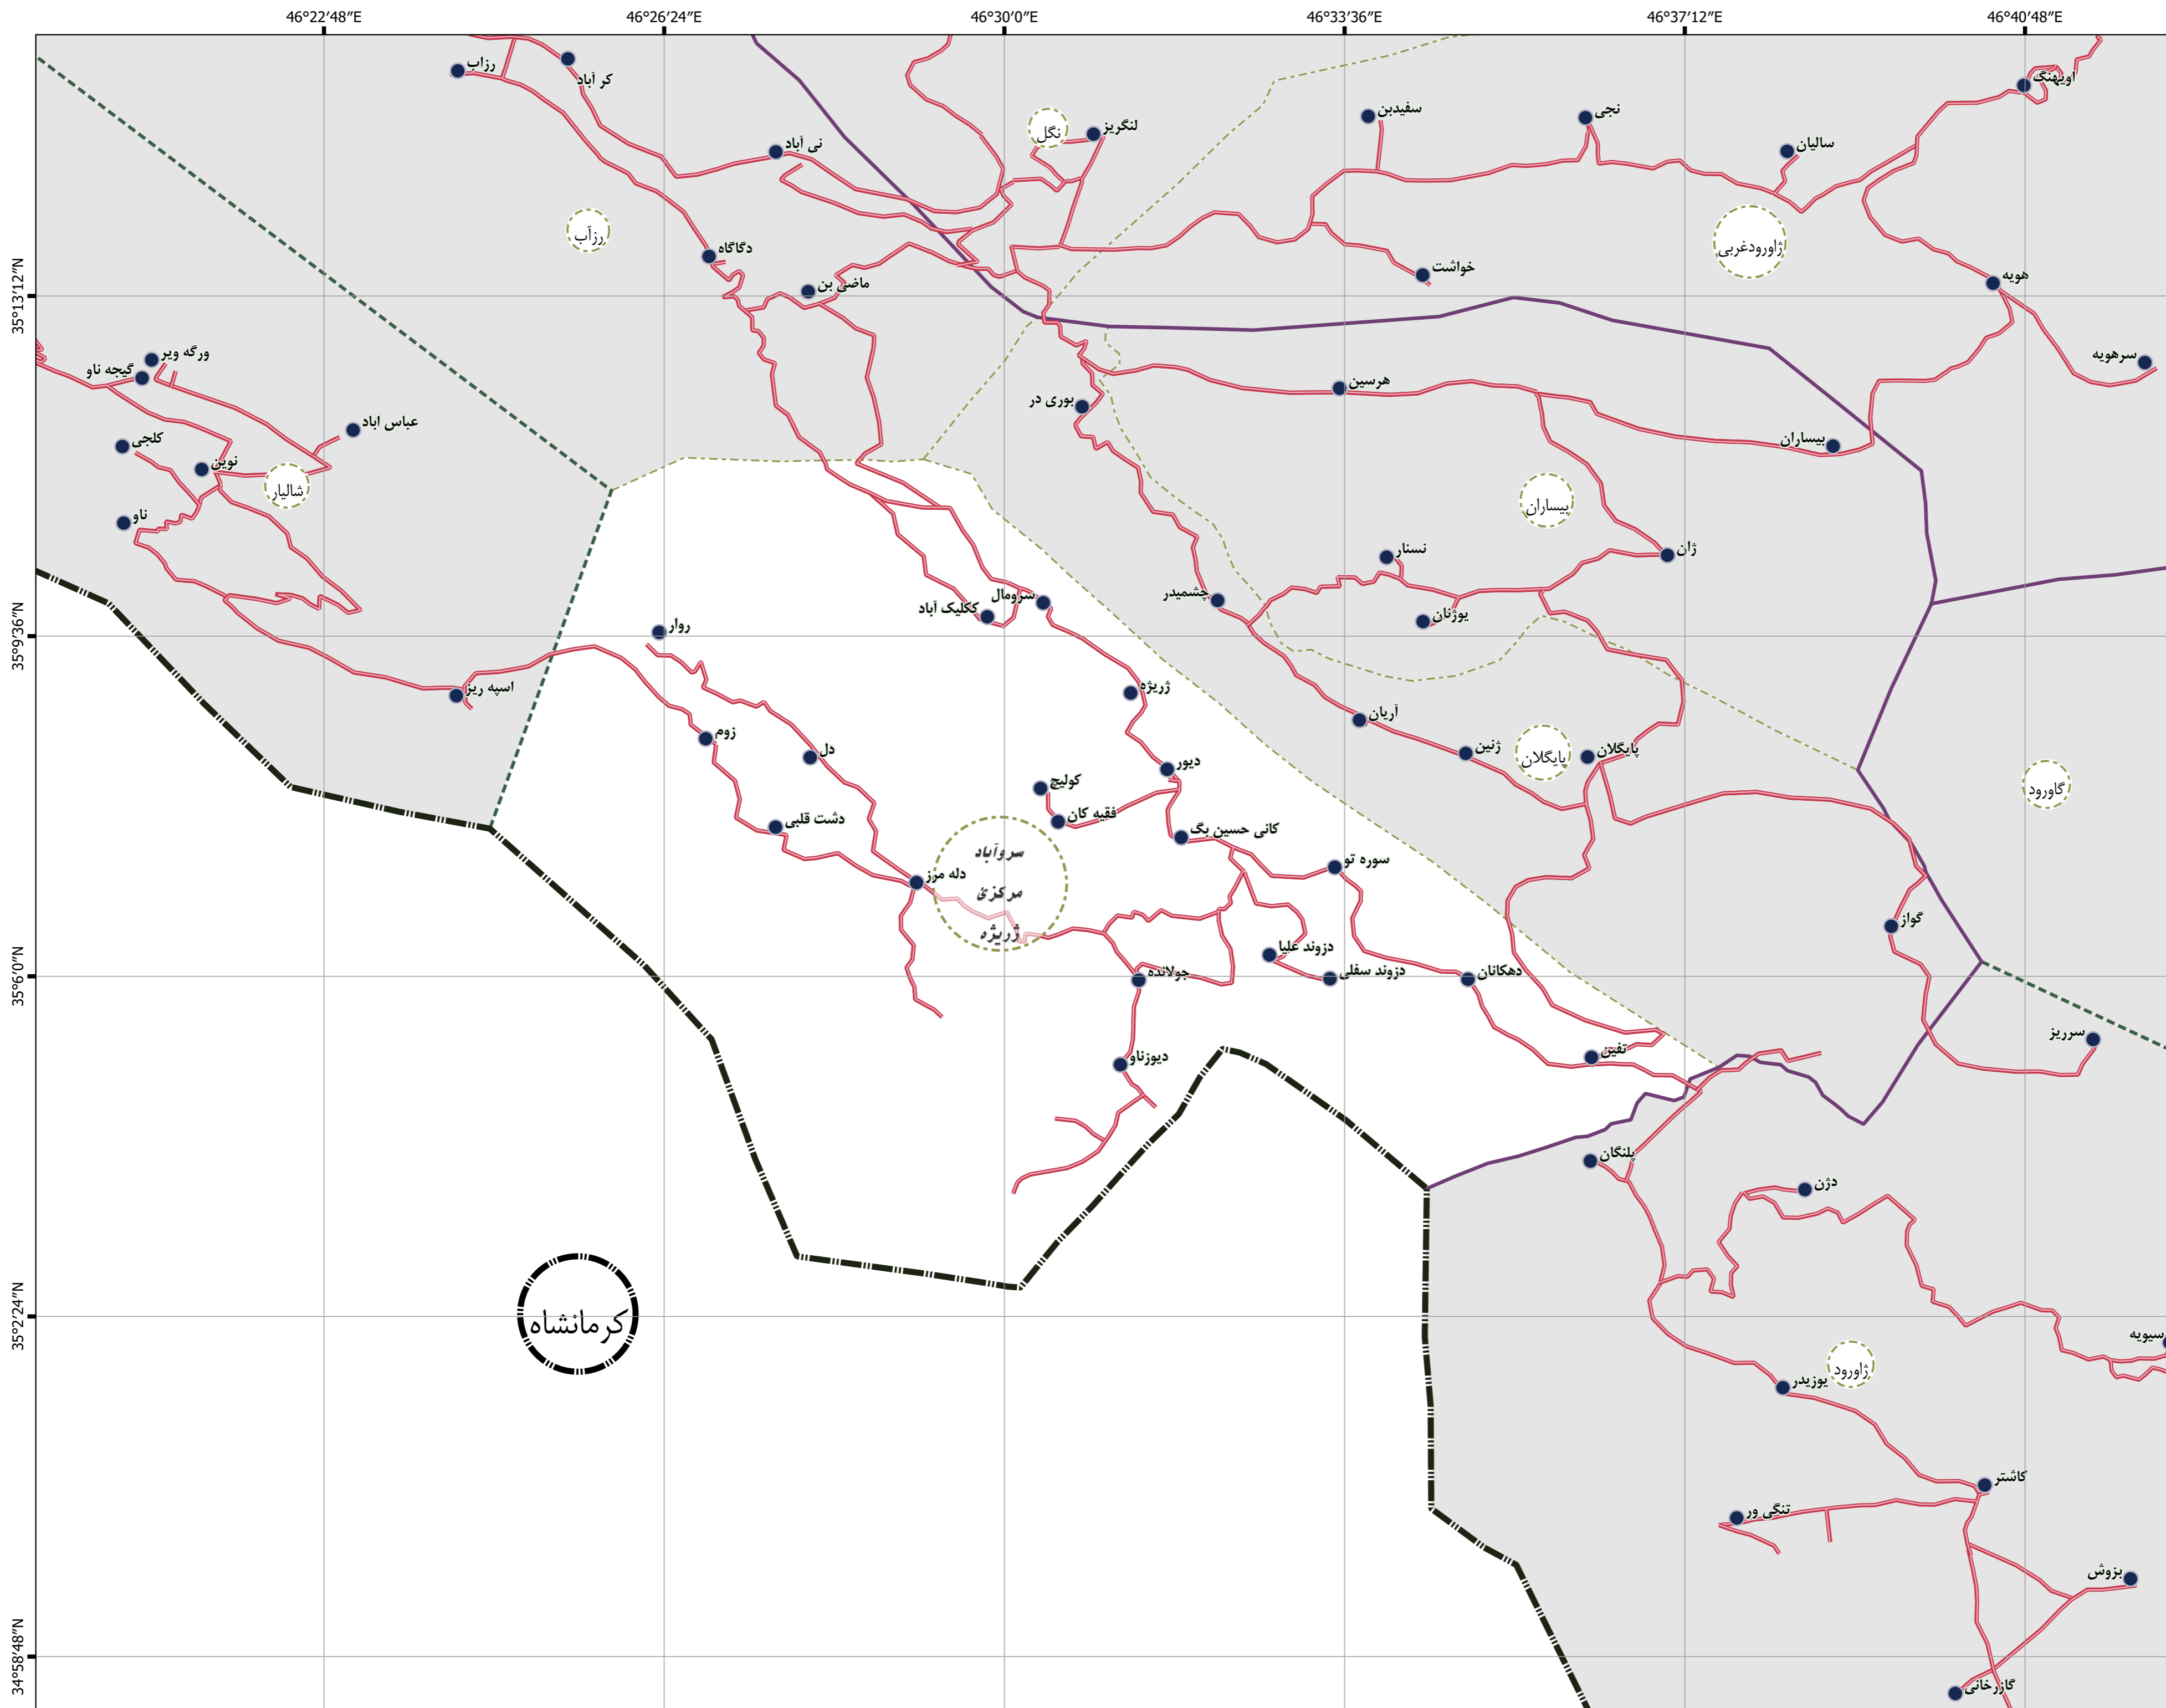 46°22'48"E
46°26'24"E
46°30'0"E
46°33'36"E
46°37'12"E
46°40'48"E
35°13'12"N
35°9'36"N
35°6'0"N
35°2'24"N
34°58'48"N
رزاب
کر آباد
نی آباد
نگل
لنگریز
سفیدبن
نجی
سالیان
اویهنگ
رزآب
دگاگاه
ماضی بن
خواشت
ژاورودغربی
هویه
سرهویه
ورگه ویر
گیجه ناو
عباس اباد
کلجی
نوین
شالیار
ناو
بوری در
هرسین
بیساران
بیساران
نسنار
ژان
چشمیدر
یوژنان
سرومال
ککلیک آباد
روار
اسپه ریز
زوم
دل
دشت قلبی
دله مرز
ژریژه
دیور
کولیچ
فقیه کان
کانی حسین بگ
سوره تو
آریان
ژنین
پایگلان
پایگلان
گاورود
سروآباد
مرکزی
ژریژه
گواز
دزوند علیا
دزوند سفلی
دهکانان
جولانده
دیوزناو
تفین
سرریز
پلنگان
دژن
کرمانشاه
سیویه
ژاورود
یوزیدر
کاشتر
تنگی ور
بزوش
گازرخانی